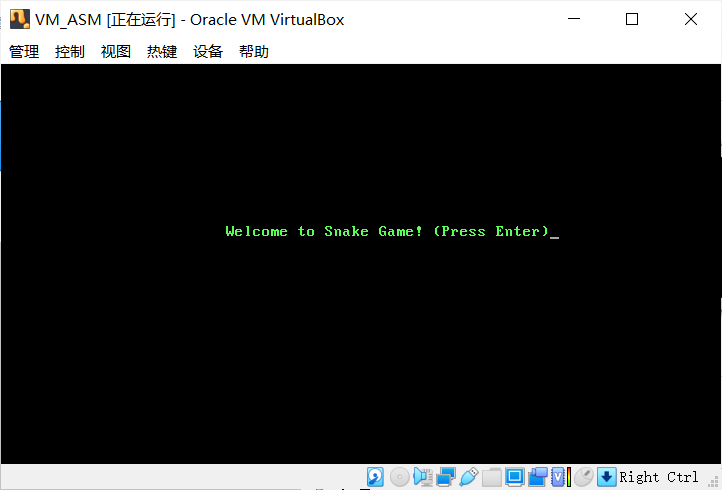 VM_ASM [正在运行] - Oracle VM VirtualBox
管理 控制 视图 热键 设备 帮助
Welcome to Snake Game! (Press Enter)_
Right Ctrl